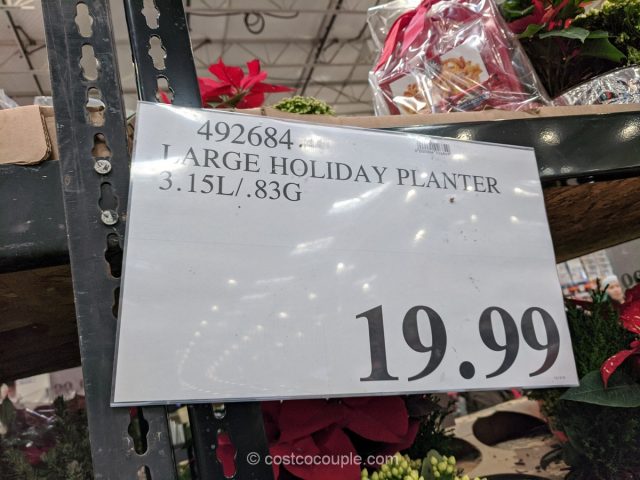 492684
LARGE HOLIDAY PLANTER
3.15L/.83G
19.99
© costcocouple.com